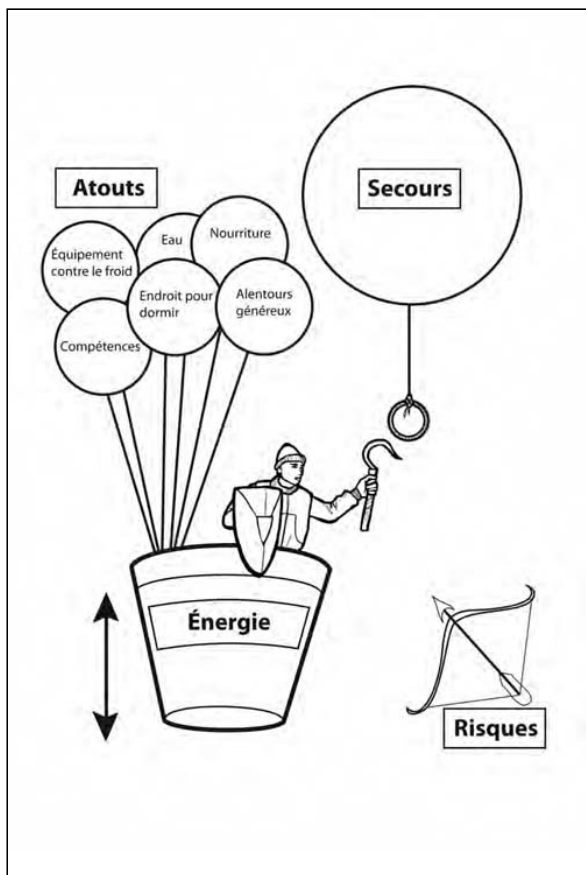 Atouts
Secours
Équipement
contre le froid
Eau
Nourriture
Compétences
Endroit pour
dormir
Alentours
généreux
Énergie
Risques